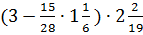 (3 − 15/28 · 1 1/6) · 2 2/19